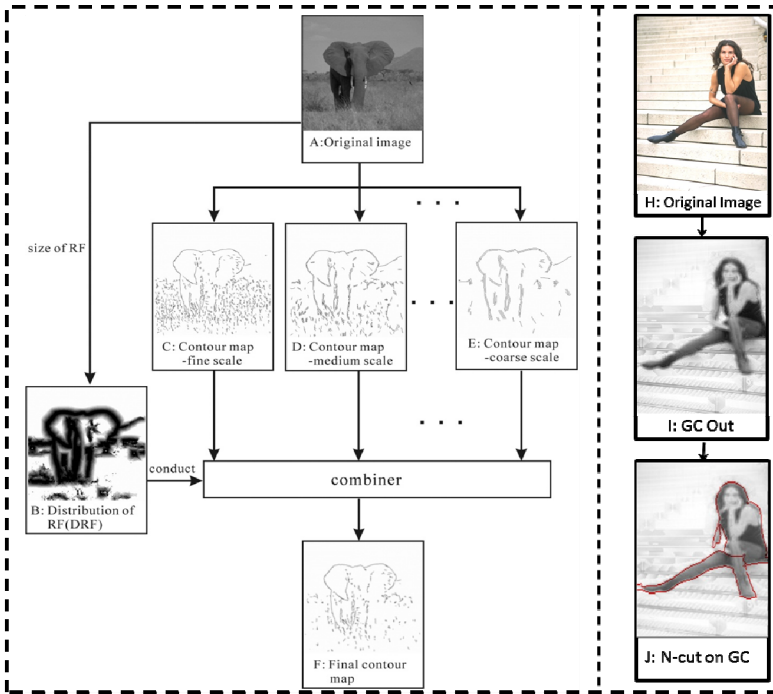 A:Original image
size of RF
C: Contour map
-fine scale
D: Contour map
-medium scale
E: Contour map
-coarse scale
B: Distribution of
RF(DRF)
conduct
combiner
F: Final contour
map
H: Original Image
I: GC Out
J: N-cut on GC